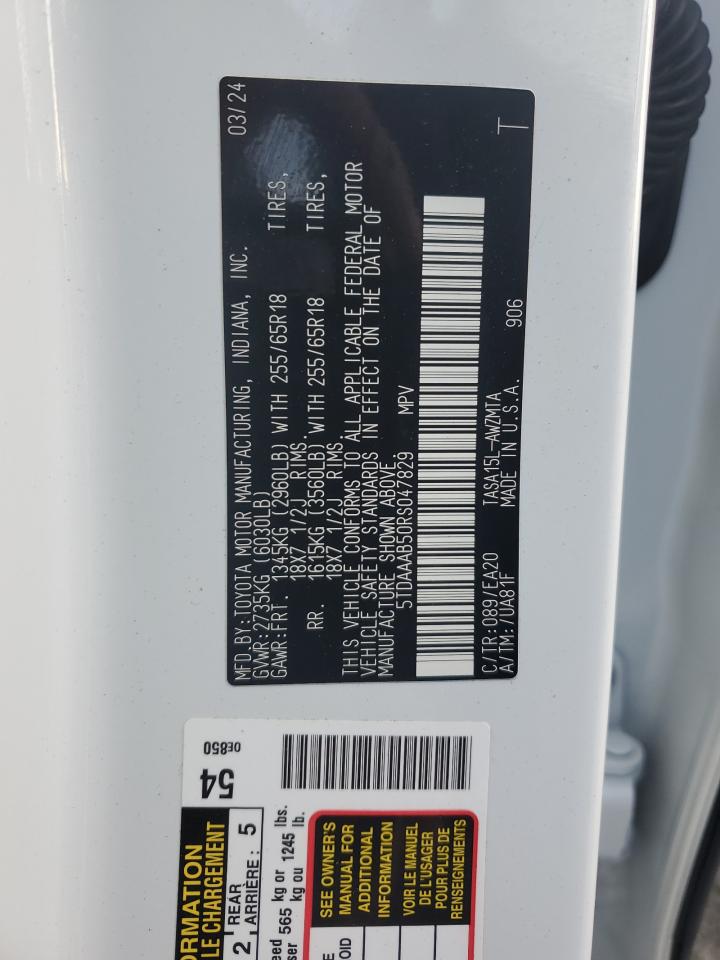 MFD.BY:TOYOTA MOTOR MANUFACTURING, INDIANA, INC. 03/24
GVWR:2735KG (6030LB)
GAWR:FRT. 1345KG (2960LB) WITH 255/65R18 TIRES,
18X7 1/2J RIMS.
RR. 1615KG (3560LB) WITH 255/65R18 TIRES,
18X7 1/2J RIMS.
THIS VEHICLE CONFORMS TO ALL APPLICABLE FEDERAL MOTOR
VEHICLE SAFETY STANDARDS IN EFFECT ON THE DATE OF
MANUFACTURE SHOWN ABOVE.
5TDAAAB50RS047829 MPV
C/TR:089/EA20 TASA15L-AWZMTA
A/TM:/UA81F MADE IN U.S.A. 906 T
54 0E850
ORMATION
LE CHARGEMENT
2 REAR
ARRIÈRE : 5
eed 565 kg or 1245 lbs.
ser kg ou lb.
SEE OWNER'S
MANUAL FOR
ADDITIONAL
INFORMATION
VOIR LE MANUEL
DE L'USAGER
POUR PLUS DE
RENSEIGNEMENTS
E
OID